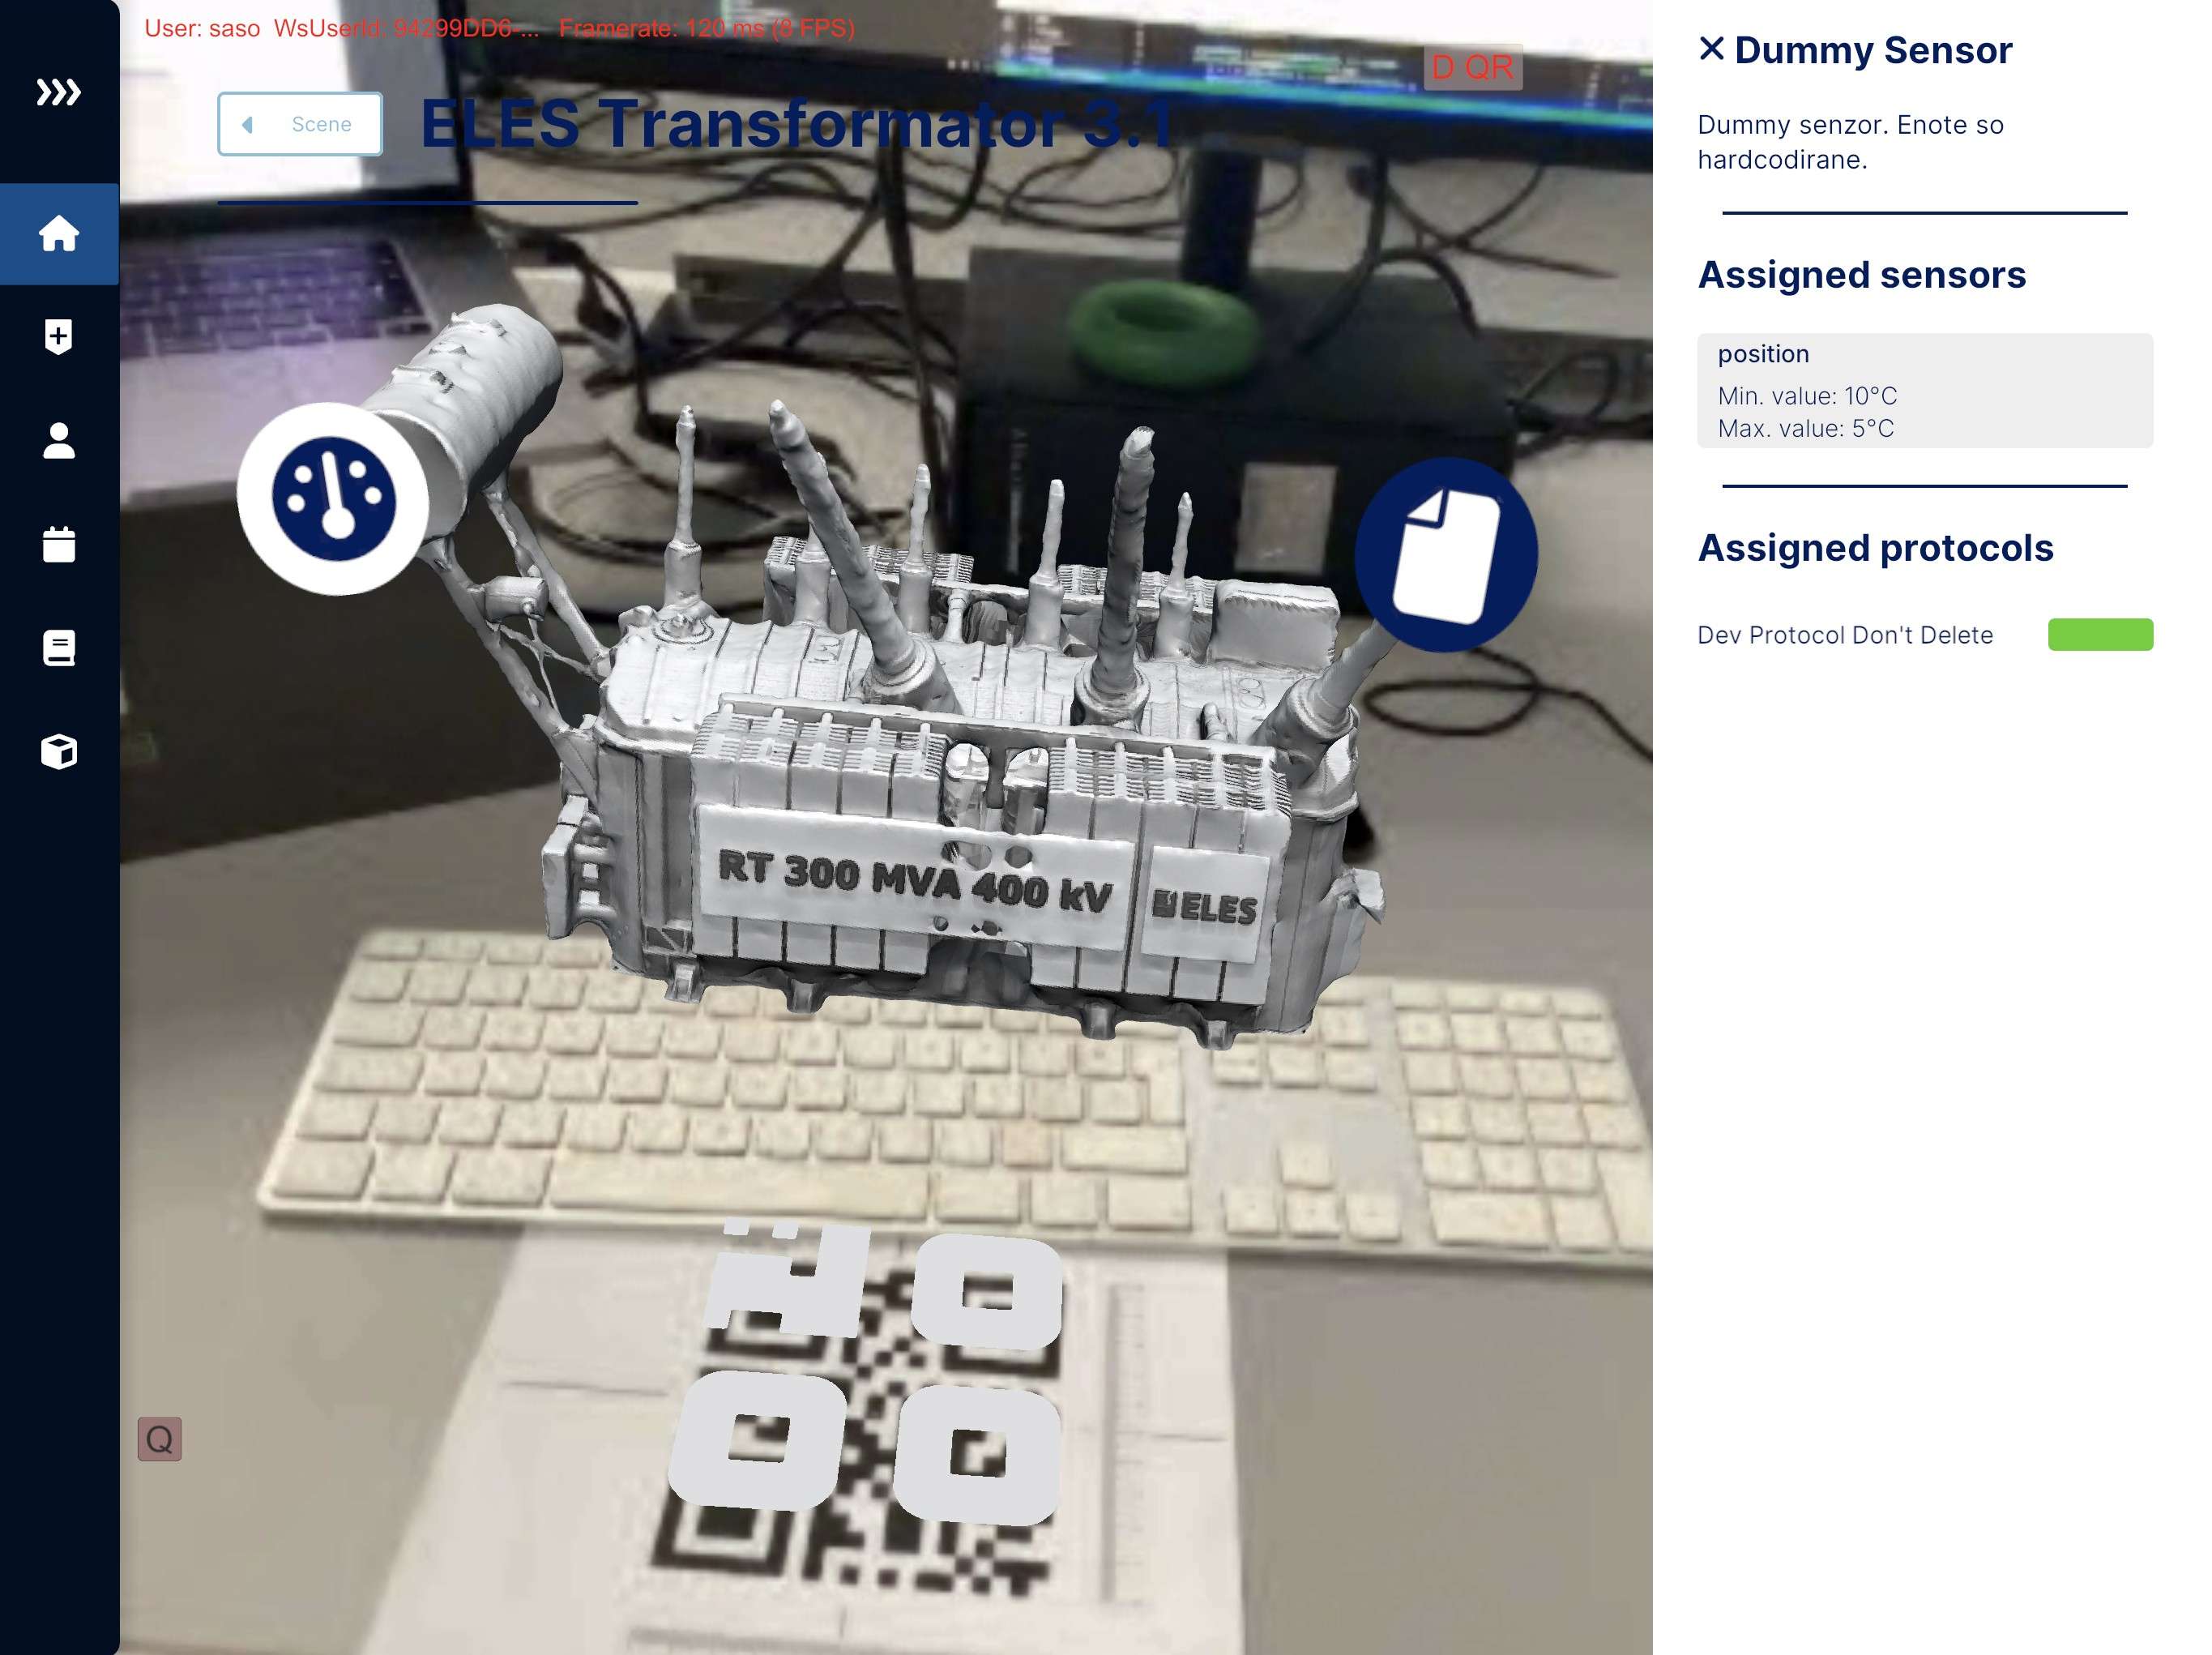 User: saso WsUserId: 94299DD6-... Framerate: 120 ms (8 FPS)
D QR
Scene
ELES Transformator 3.1
RT 300 MVA 400 kV
ELES
Q
Dummy Sensor
Dummy senzor. Enote so
hardcodirane.
Assigned sensors
position
Min. value: 10°C
Max. value: 5°C
Assigned protocols
Dev Protocol Don't Delete